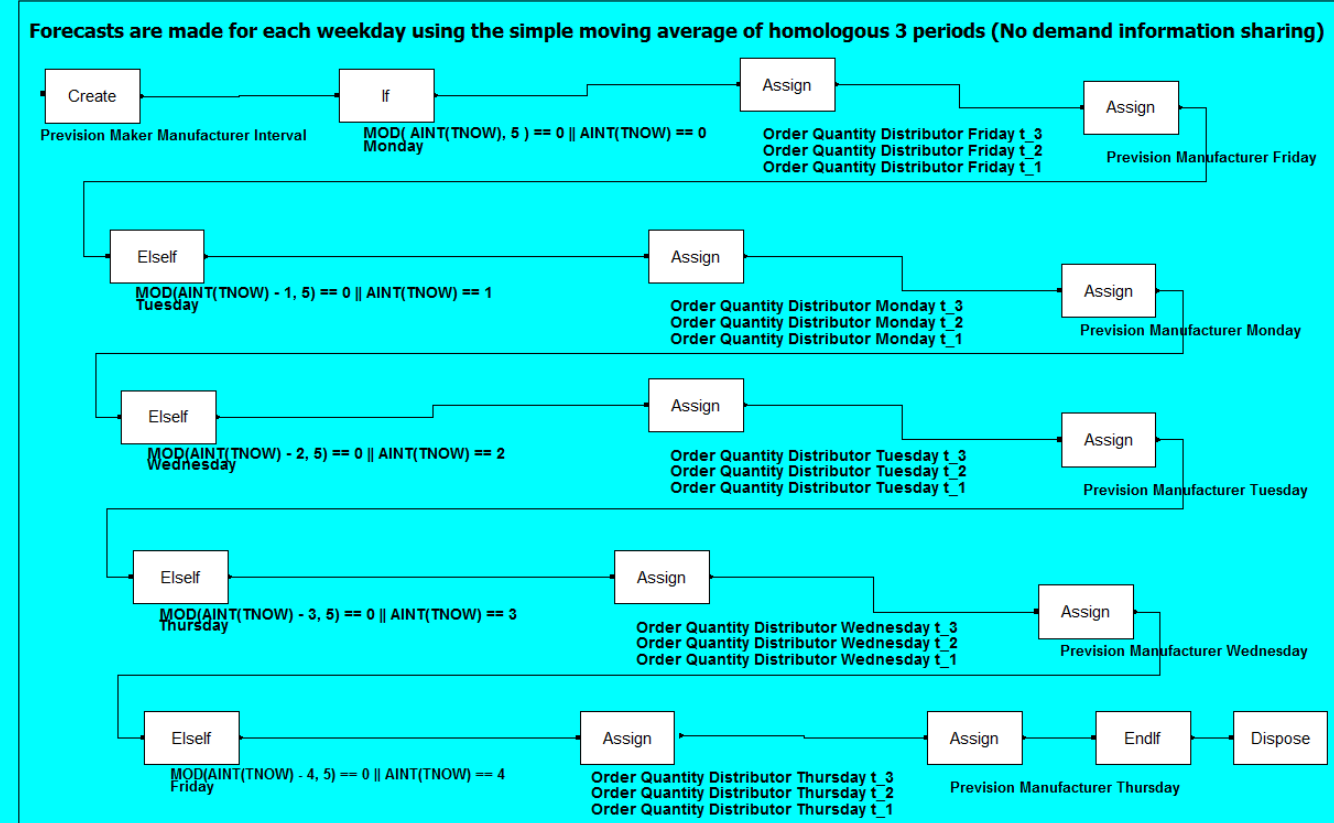 Forecasts are made for each weekday using the simple moving average of homologous 3 periods (No demand information sharing)
Create
If
Assign
Assign
Prevision Maker Manufacturer Interval
MOD( AINT(TNOW), 5 ) == 0 || AINT(TNOW) == 0
Monday
Order Quantity Distributor Friday t_3
Order Quantity Distributor Friday t_2
Order Quantity Distributor Friday t_1
Prevision Manufacturer Friday
ElseIf
Assign
Assign
MOD(AINT(TNOW) - 1, 5) == 0 || AINT(TNOW) == 1
Tuesday
Order Quantity Distributor Monday t_3
Order Quantity Distributor Monday t_2
Order Quantity Distributor Monday t_1
Prevision Manufacturer Monday
ElseIf
Assign
Assign
MOD(AINT(TNOW) - 2, 5) == 0 || AINT(TNOW) == 2
Wednesday
Order Quantity Distributor Tuesday t_3
Order Quantity Distributor Tuesday t_2
Order Quantity Distributor Tuesday t_1
Prevision Manufacturer Tuesday
ElseIf
Assign
Assign
MOD(AINT(TNOW) - 3, 5) == 0 || AINT(TNOW) == 3
Thursday
Order Quantity Distributor Wednesday t_3
Order Quantity Distributor Wednesday t_2
Order Quantity Distributor Wednesday t_1
Prevision Manufacturer Wednesday
ElseIf
Assign
Assign
EndIf
Dispose
MOD(AINT(TNOW) - 4, 5) == 0 || AINT(TNOW) == 4
Friday
Order Quantity Distributor Thursday t_3
Order Quantity Distributor Thursday t_2
Order Quantity Distributor Thursday t_1
Prevision Manufacturer Thursday